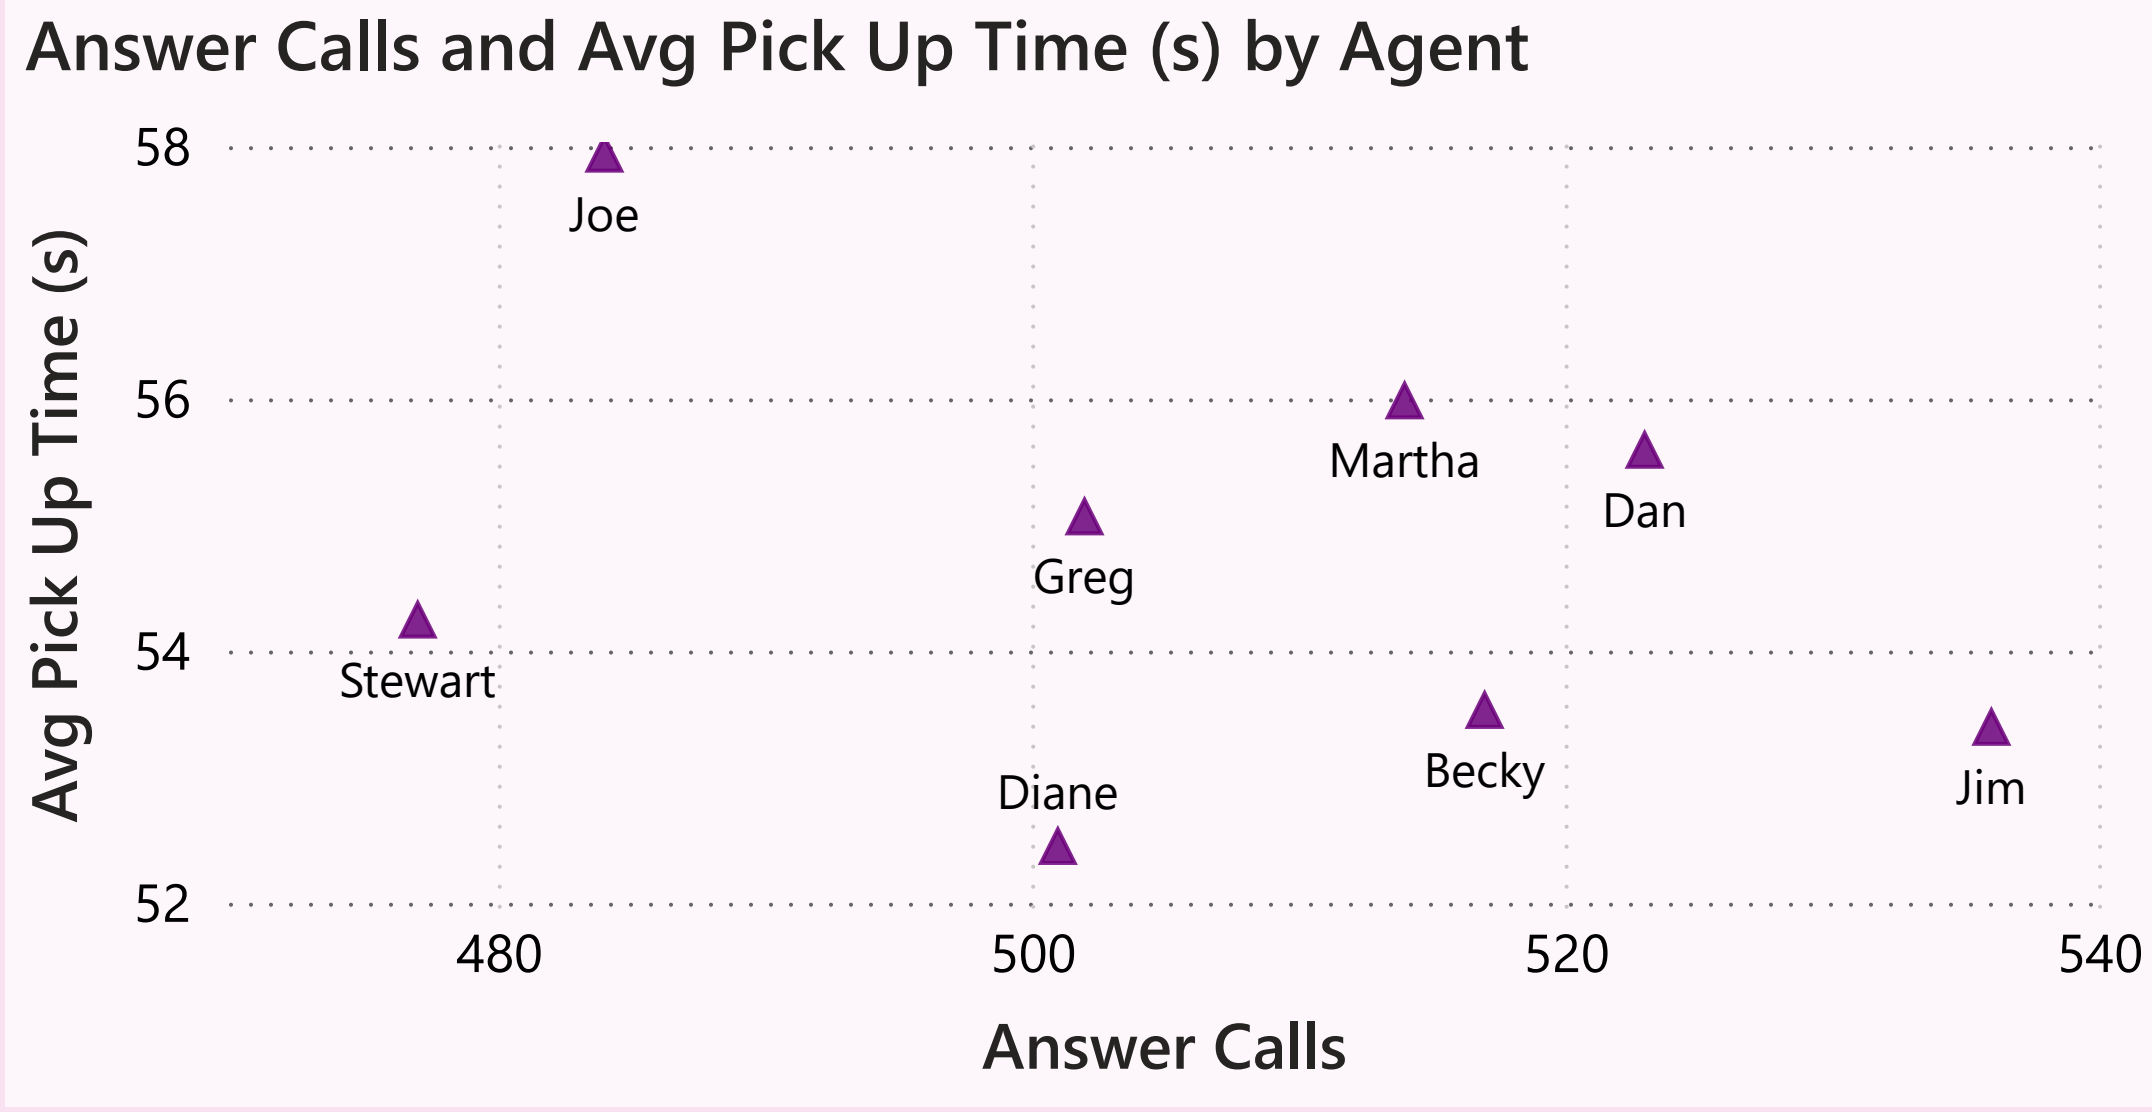 Answer Calls and Avg Pick Up Time (s) by Agent
58
Joe
Avg Pick Up Time (s)
56
Martha
Dan
Greg
54
Stewart
Becky
Jim
Diane
52
480
500
520
540
Answer Calls